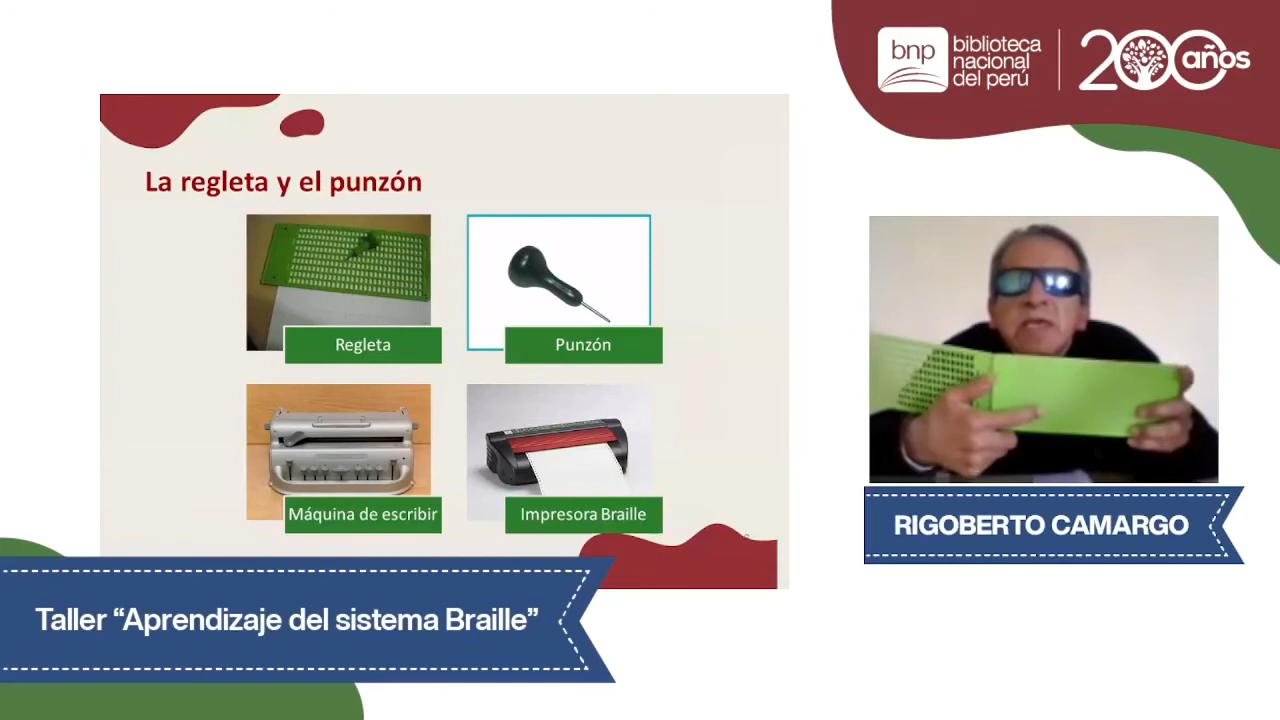 bnp
biblioteca
nacional
del perú
200 años
La regleta y el punzón
Regleta
Punzón
Máquina de escribir
Impresora Braille
RIGOBERTO CAMARGO
Taller “Aprendizaje del sistema Braille”